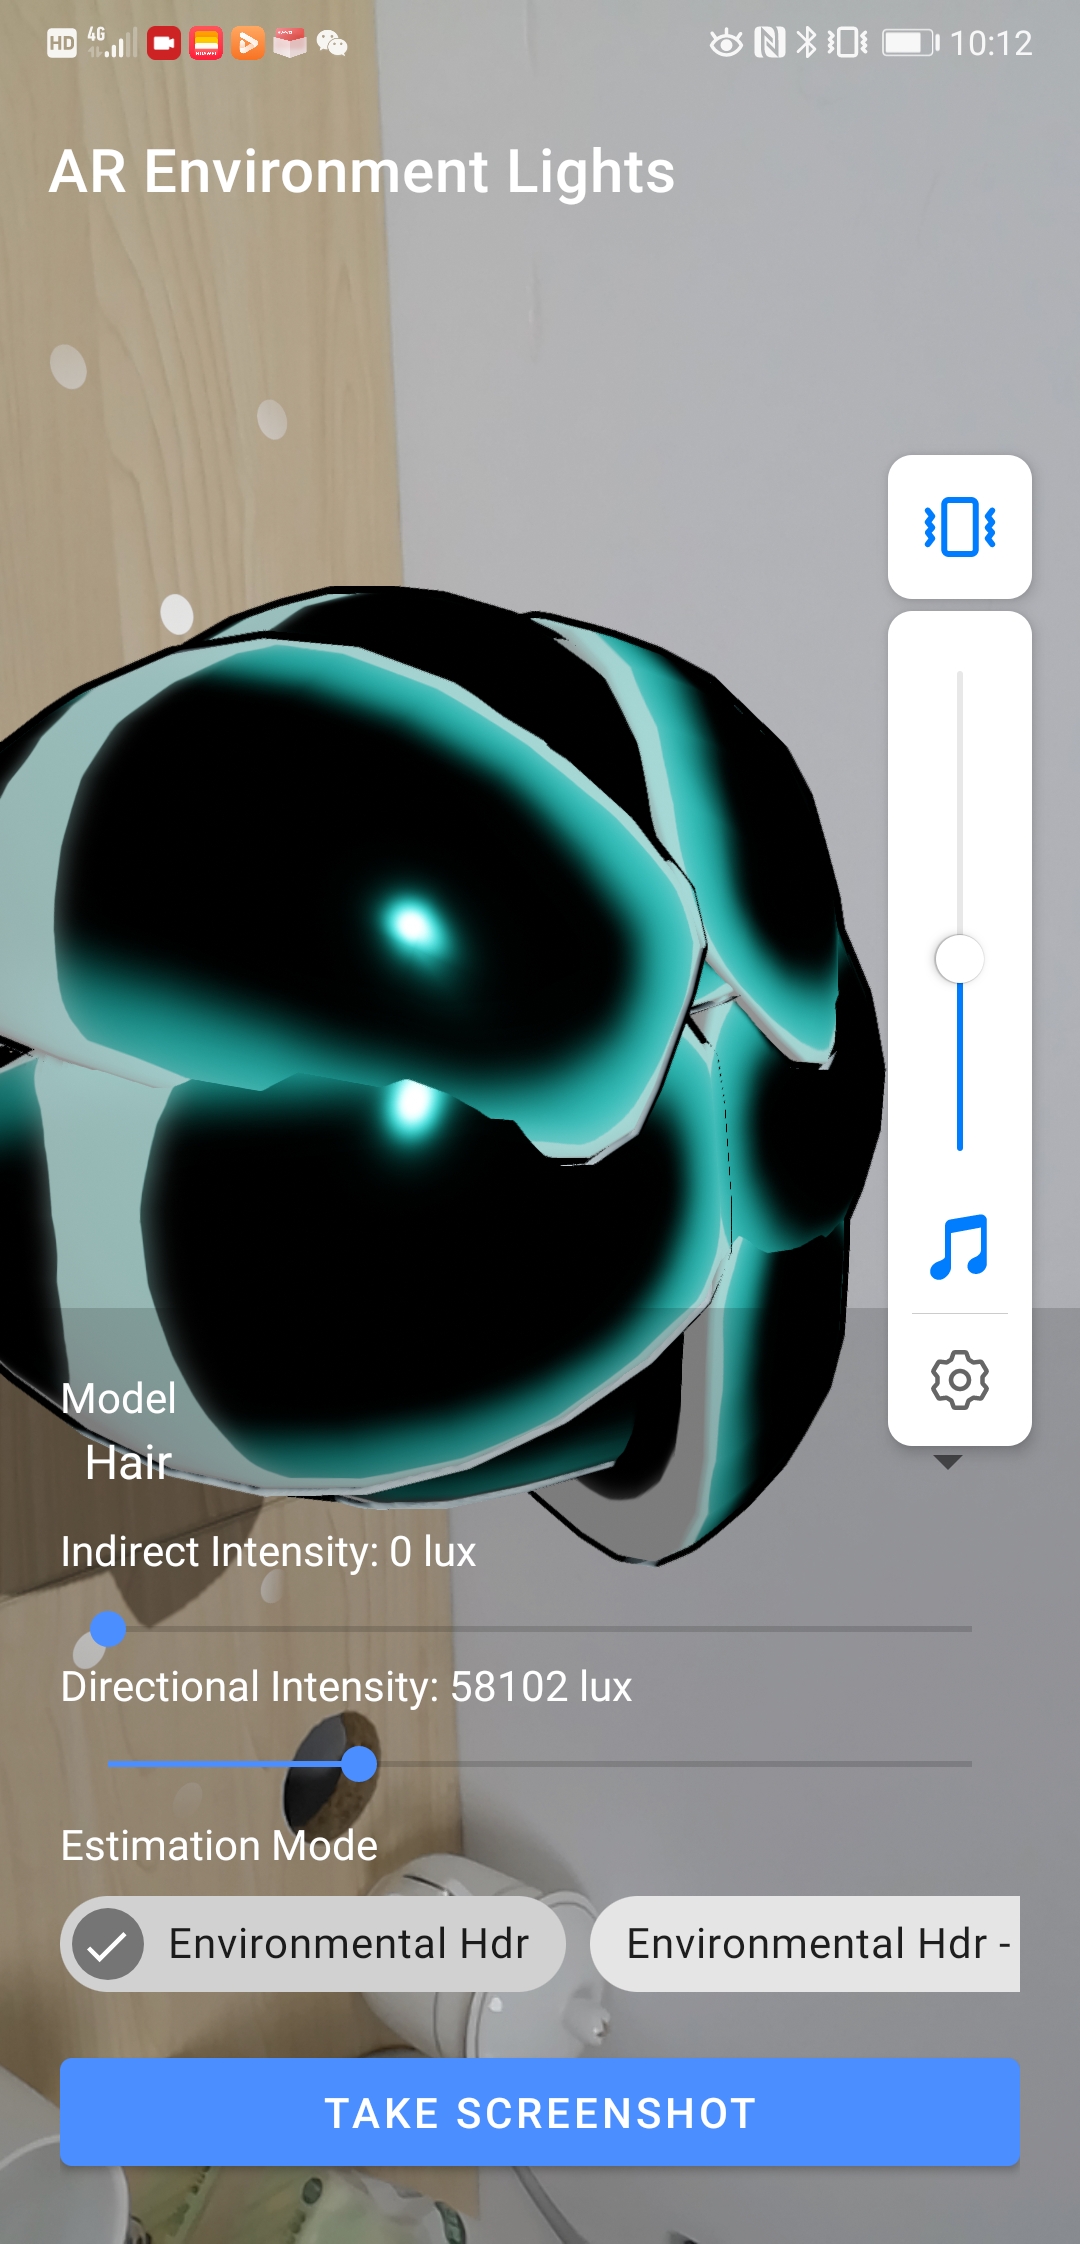 HD 4G 10:12
AR Environment Lights
Model
Hair
Indirect Intensity: 0 lux
Directional Intensity: 58102 lux
Estimation Mode
Environmental Hdr Environmental Hdr -
TAKE SCREENSHOT